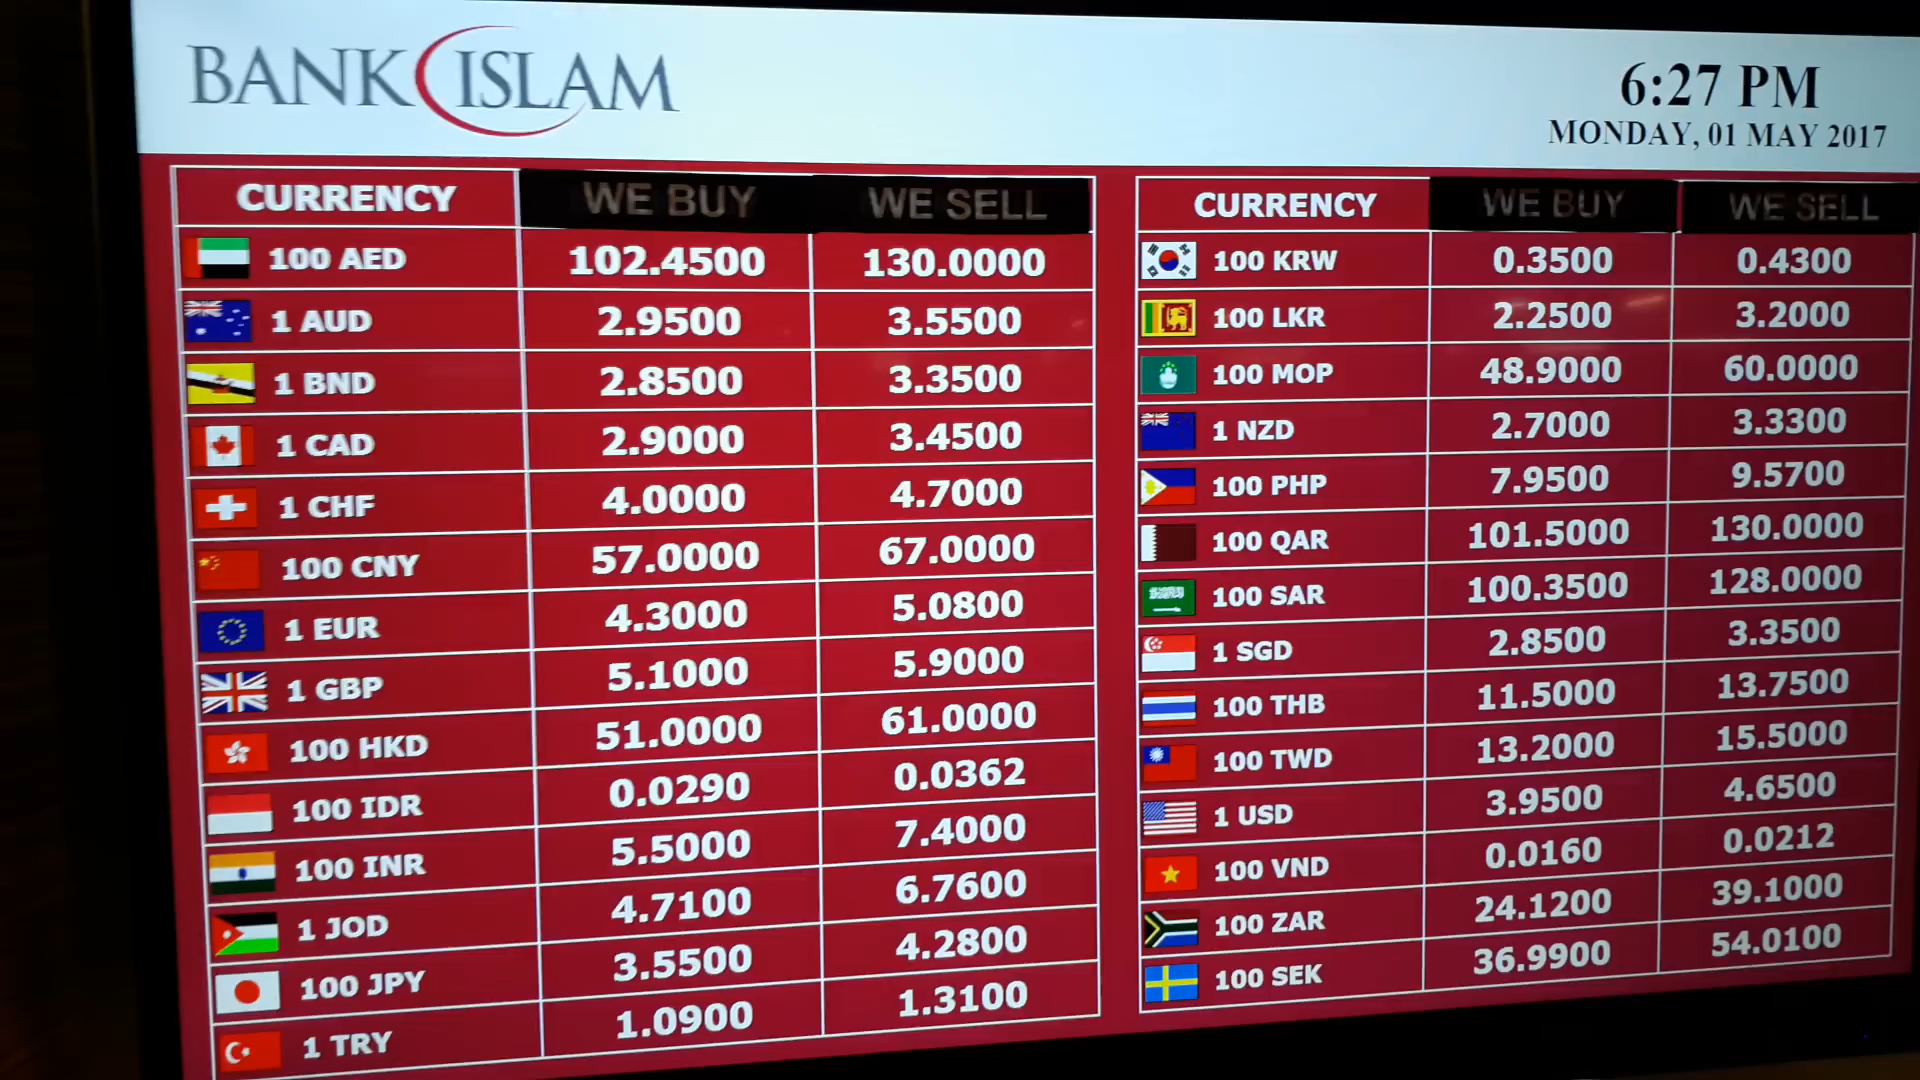 BANK ISLAM
6:27 PM
MONDAY, 01 MAY 2017
CURRENCY WE BUY WE SELL
100 AED 102.4500 130.0000
1 AUD 2.9500 3.5500
1 BND 2.8500 3.3500
1 CAD 2.9000 3.4500
1 CHF 4.0000 4.7000
100 CNY 57.0000 67.0000
1 EUR 4.3000 5.0800
1 GBP 5.1000 5.9000
100 HKD 51.0000 61.0000
100 IDR 0.0290 0.0362
100 INR 5.5000 7.4000
1 JOD 4.7100 6.7600
100 JPY 3.5500 4.2800
1 TRY 1.0900 1.3100
CURRENCY WE BUY WE SELL
100 KRW 0.3500 0.4300
100 LKR 2.2500 3.2000
100 MOP 48.9000 60.0000
1 NZD 2.7000 3.3300
100 PHP 7.9500 9.5700
100 QAR 101.5000 130.0000
100 SAR 100.3500 128.0000
1 SGD 2.8500 3.3500
100 THB 11.5000 13.7500
100 TWD 13.2000 15.5000
1 USD 3.9500 4.6500
100 VND 0.0160 0.0212
100 ZAR 24.1200 39.1000
100 SEK 36.9900 54.0100